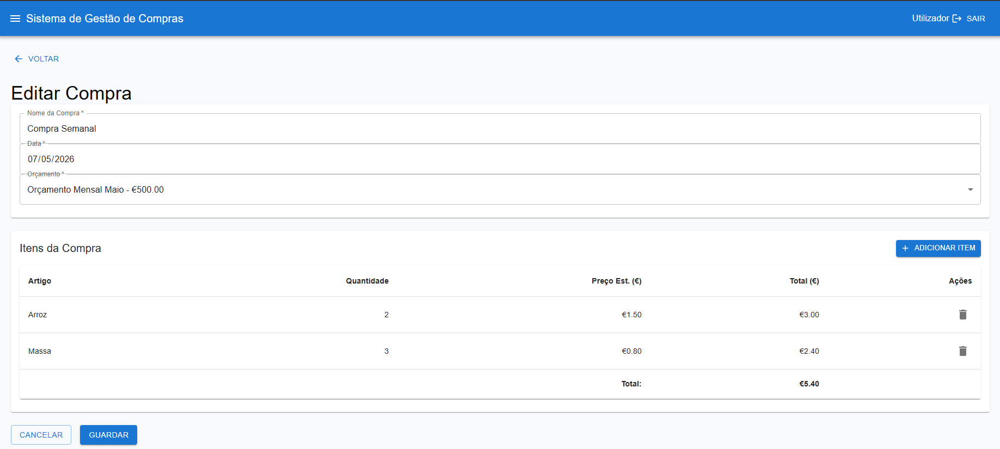 Sistema de Gestão de Compras Utilizador SAIR
VOLTAR
Editar Compra
Nome da Compra *
Compra Semanal
Data *
07/05/2026
Orçamento *
Orçamento Mensal Maio - €500.00
Itens da Compra ADICIONAR ITEM
Artigo Quantidade Preço Est. (€) Total (€) Ações
Arroz 2 €1.50 €3.00
Massa 3 €0.80 €2.40
Total: €5.40
CANCELAR GUARDAR